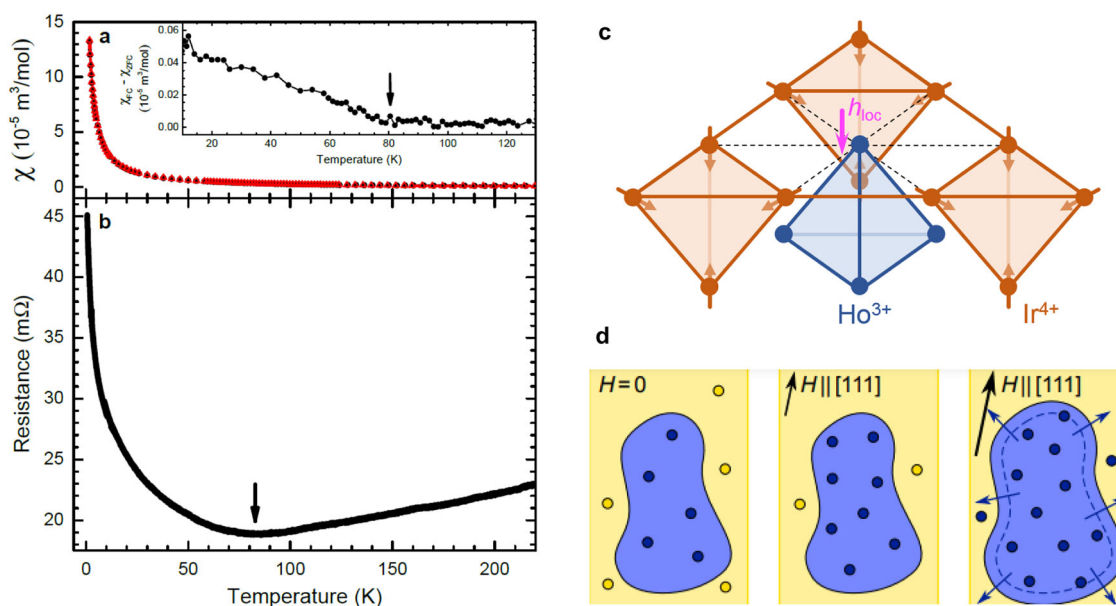 a
χ (10⁻⁵ m³/mol)
15
10
5
0
χFC - χZFC
(10⁻⁵ m³/mol)
0.06
0.04
0.02
0.00
20 40 60 80 100 120
Temperature (K)
b
Resistance (mΩ)
45
40
35
30
25
20
0 50 100 150 200
Temperature (K)
c
hloc
Ho³⁺ Ir⁴⁺
d
H = 0 H || [111] H || [111]